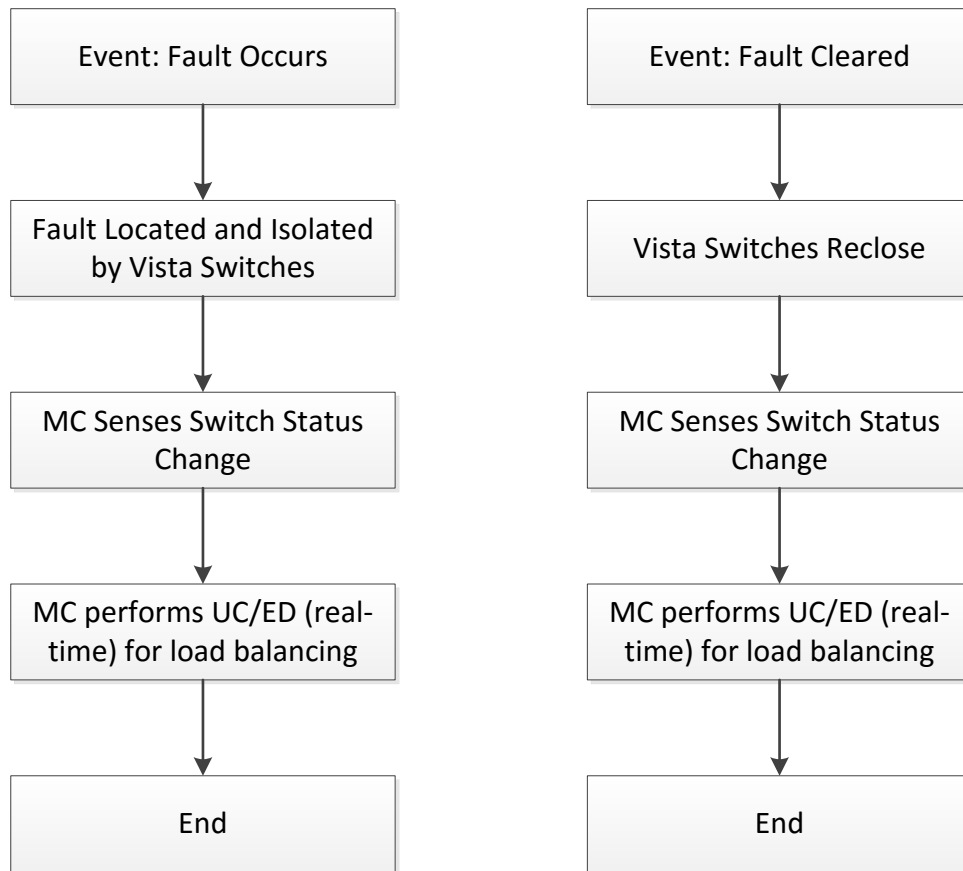 Event: Fault Occurs
Fault Located and Isolated
by Vista Switches
MC Senses Switch Status
Change
MC performs UC/ED (real-
time) for load balancing
End
Event: Fault Cleared
Vista Switches Reclose
MC Senses Switch Status
Change
MC performs UC/ED (real-
time) for load balancing
End